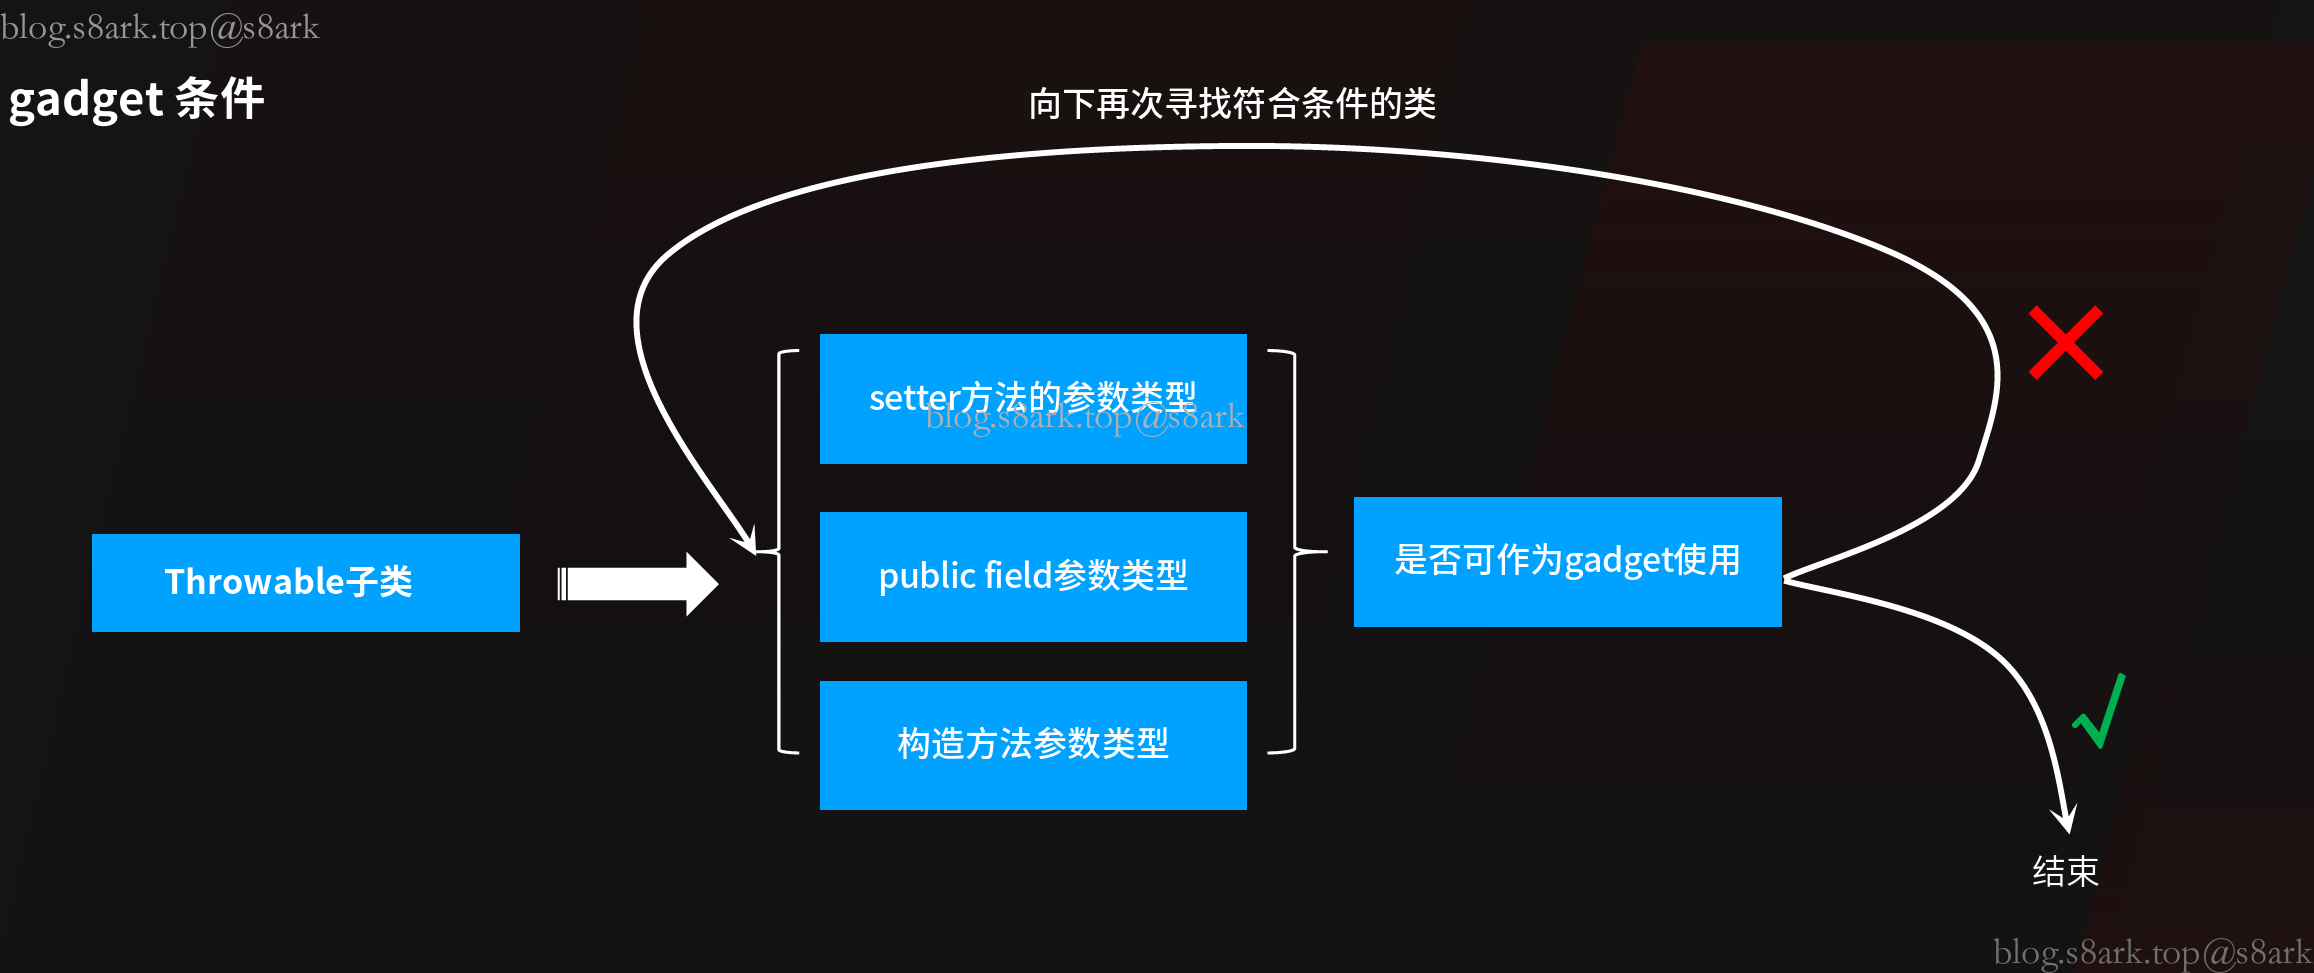 blog.s8ark.top@s8ark
gadget 条件
向下再次寻找符合条件的类
setter方法的参数类型
blog.s8ark.top@s8ark
public field参数类型
构造方法参数类型
Throwable子类
是否可作为gadget使用
结束
blog.s8ark.top@s8ark